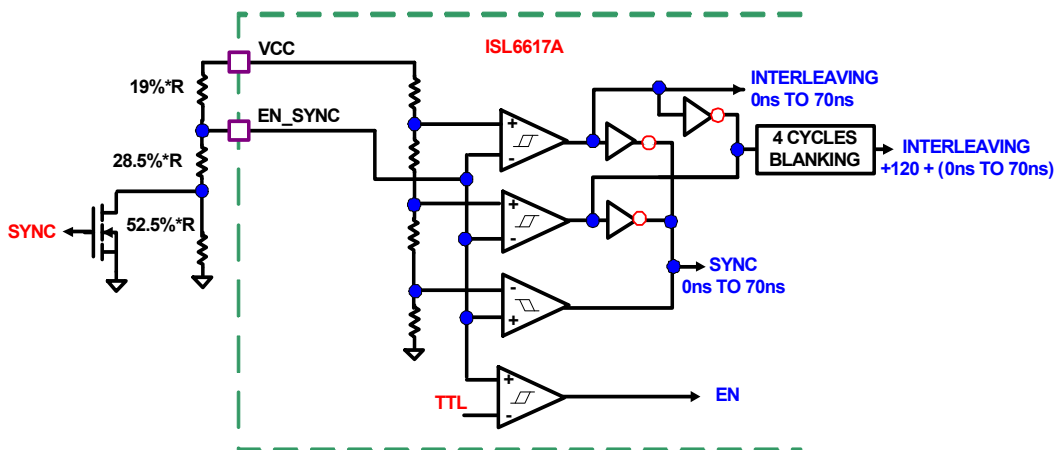 VCC
ISL6617A
19%*R
INTERLEAVING
0ns TO 70ns
EN_SYNC
+
-
4 CYCLES
BLANKING
INTERLEAVING
+120 + (0ns TO 70ns)
28.5%*R
+
-
SYNC
52.5%*R
SYNC
0ns TO 70ns
-
+
+
-
TTL
EN